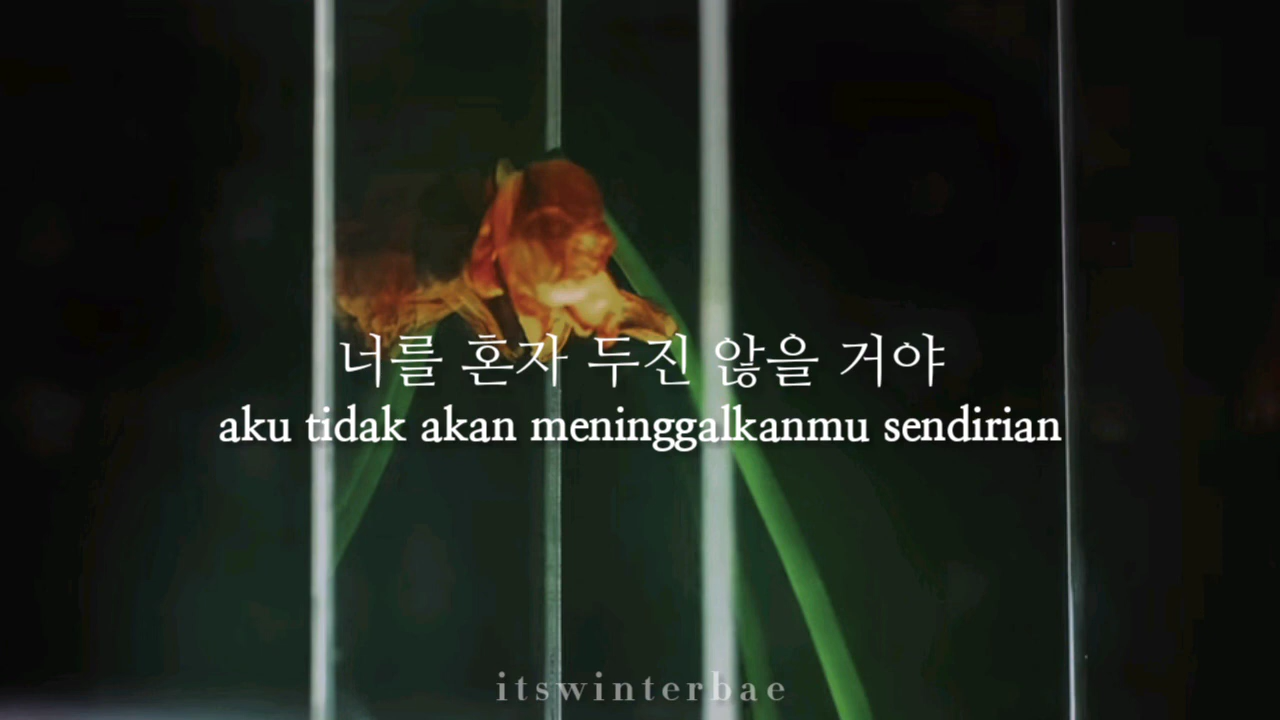 너를 혼자 두진 않을 거야
aku tidak akan meninggalkanmu sendirian
itswinterbae